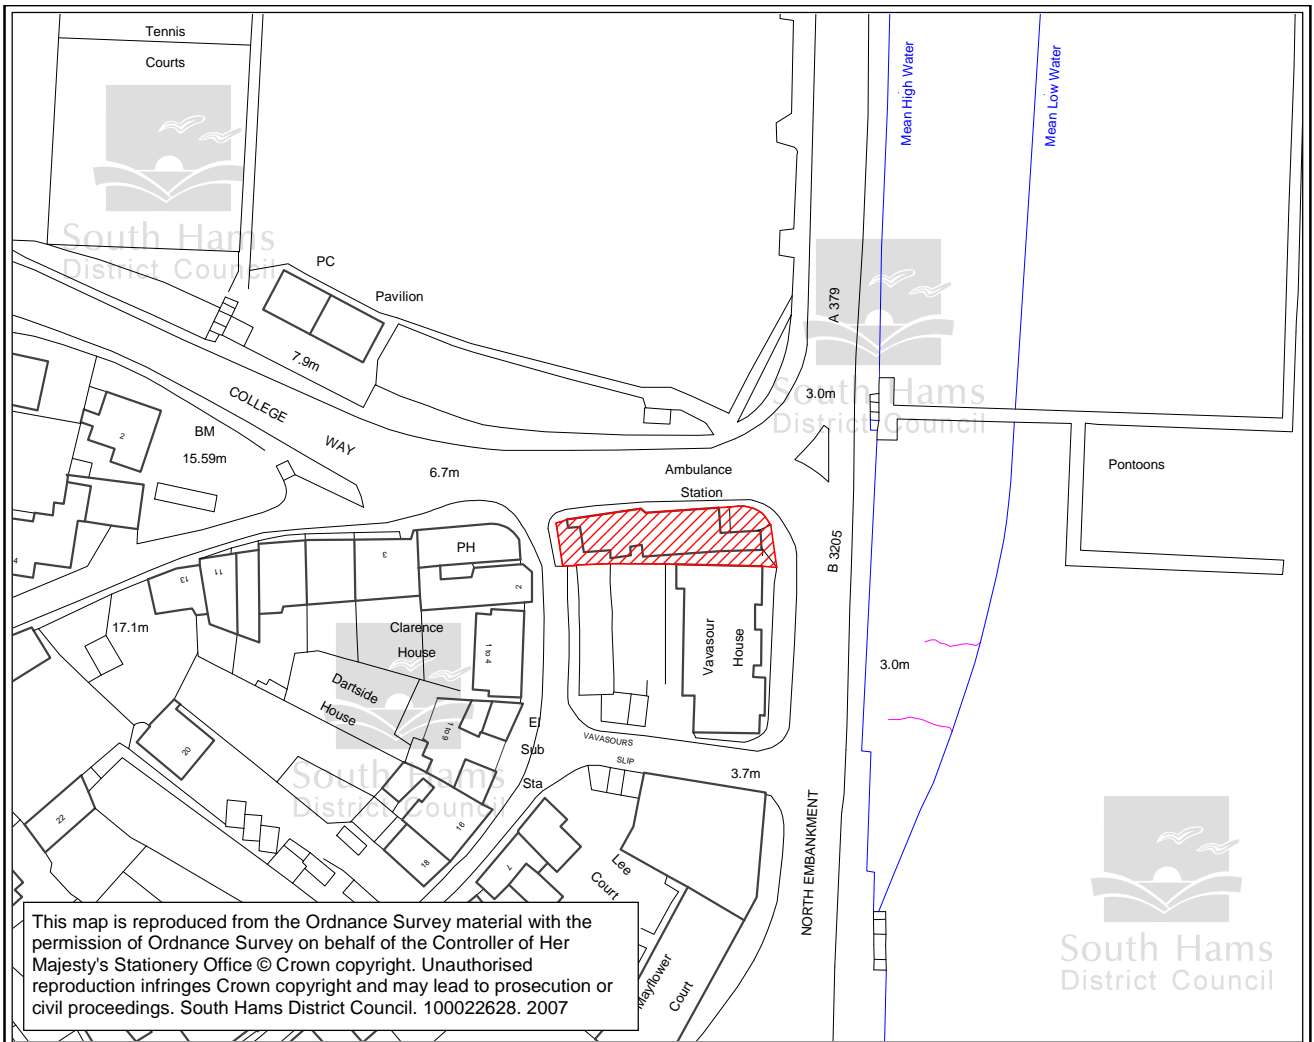 Tennis
Courts
Mean High Water
Mean Low Water
South Hams
District Council
PC
Pavilion
7.9m
A 379
South Hams
District Council
3.0m
COLLEGE
WAY
2
BM
15.59m
6.7m
Ambulance
Station
Pontoons
B 3205
PH
3
11
13
4
2
17.1m
Clarence
House
1 to 4
Vavasour
House
3.0m
Dartside
House
1 to 9
El
Sub
Sta
VAVASOURS
SLIP
3.7m
20
South Hams
District Council
22
16
18
7
Lee
Court
NORTH EMBANKMENT
Mayflower
Court
South Hams
District Council
This map is reproduced from the Ordnance Survey material with the
permission of Ordnance Survey on behalf of the Controller of Her
Majesty's Stationery Office © Crown copyright. Unauthorised
reproduction infringes Crown copyright and may lead to prosecution or
civil proceedings. South Hams District Council. 100022628. 2007